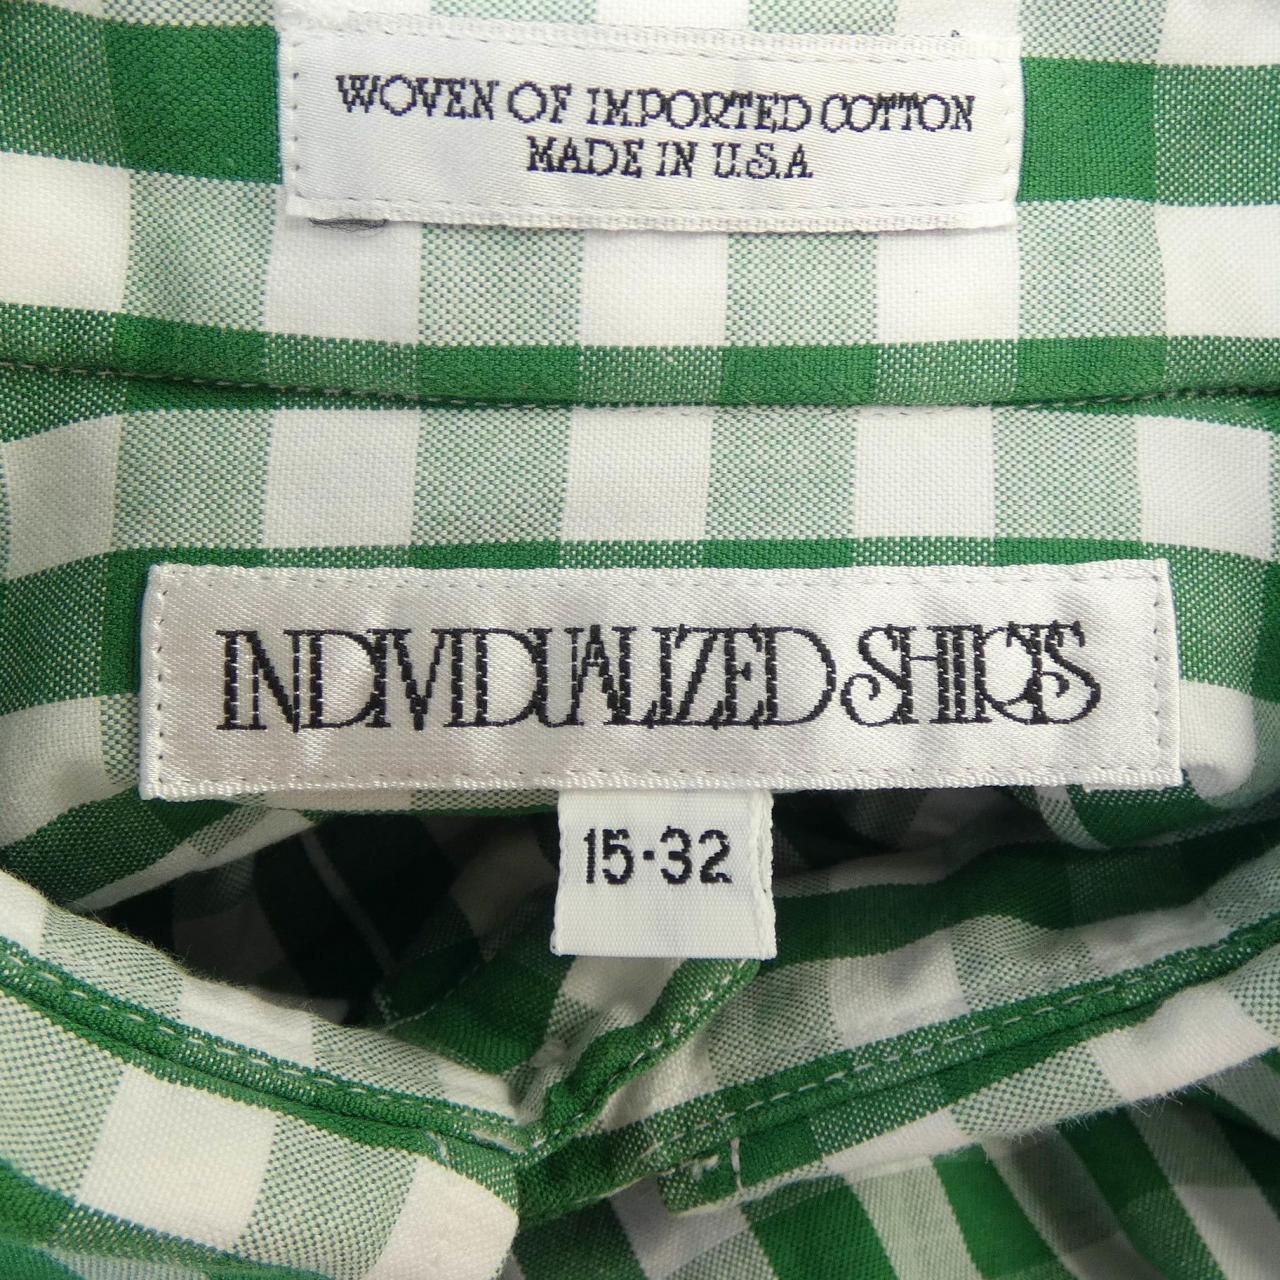 WOVEN OF IMPORTED COTTON
MADE IN U.S.A
INDIVIDUALIZED SHIRTS
15·32